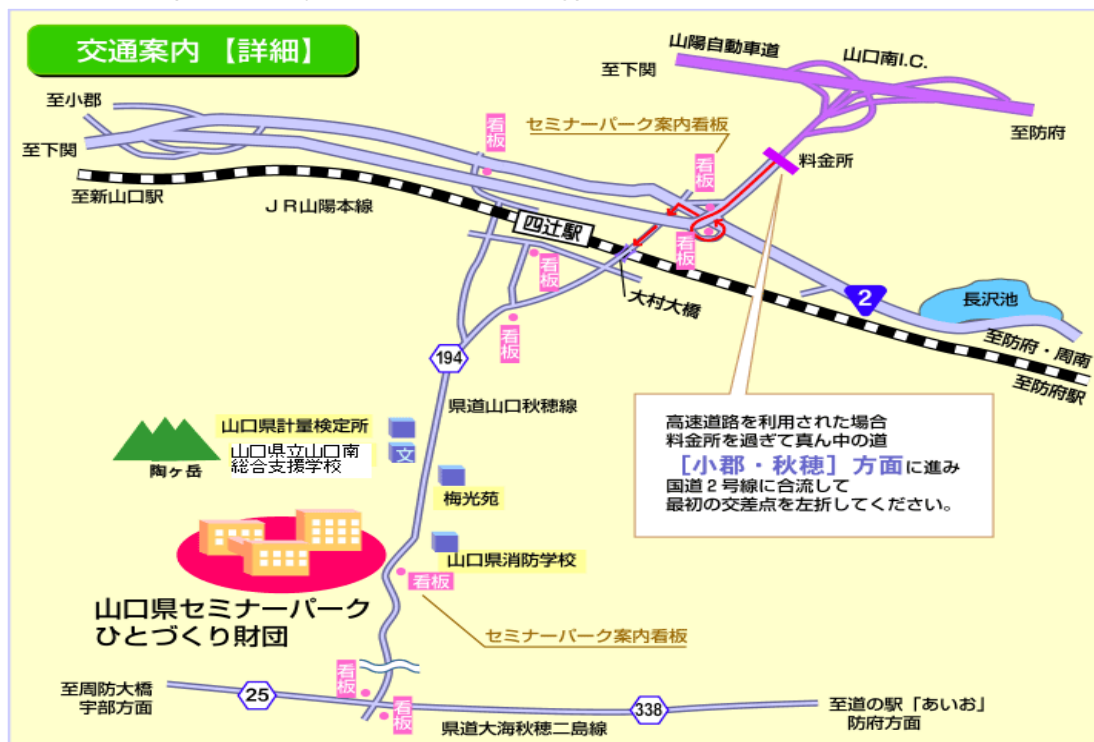 交通案内 【詳細】
山陽自動車道
山口南I.C.
至下関
至防府
料金所
至小郡
至下関
看板
セミナーパーク案内看板
看板
至新山口駅
JR山陽本線
四辻駅
看板
看板
大村大橋
看板
2
長沢池
至防府・周南
至防府駅
194
県道山口秋穂線
高速道路を利用された場合
料金所を過ぎて真ん中の道
［小郡・秋穂］方面に進み
国道2号線に合流して
最初の交差点を左折してください。
陶ヶ岳
山口県計量検定所
山口県立山口南
総合支援学校
文
梅光苑
山口県消防学校
看板
山口県セミナーパーク
ひとづくり財団
セミナーパーク案内看板
至周防大橋
宇部方面
25
看板
看板
県道大海秋穂二島線
338
至道の駅「あいお」
防府方面